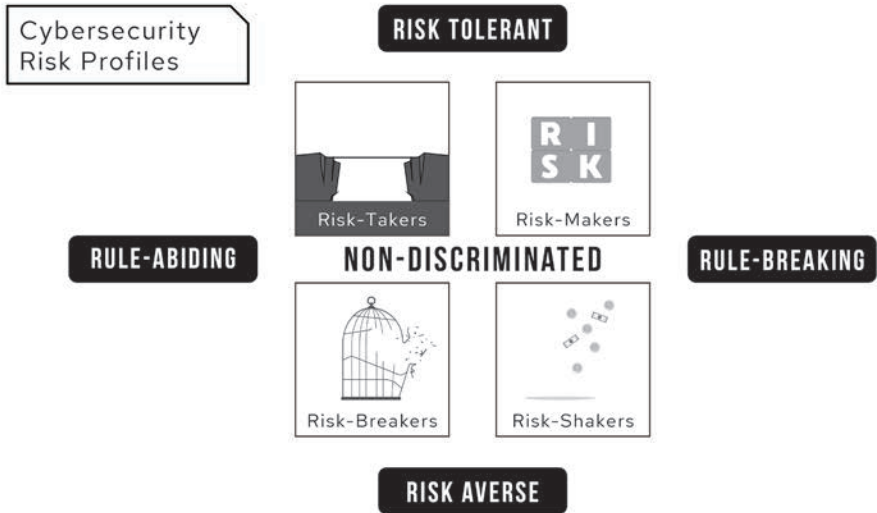 Cybersecurity
Risk Profiles
RISK TOLERANT
R I
S K
Risk-Takers
Risk-Makers
RULE-ABIDING
NON-DISCRIMINATED
RULE-BREAKING
Risk-Breakers
Risk-Shakers
RISK AVERSE